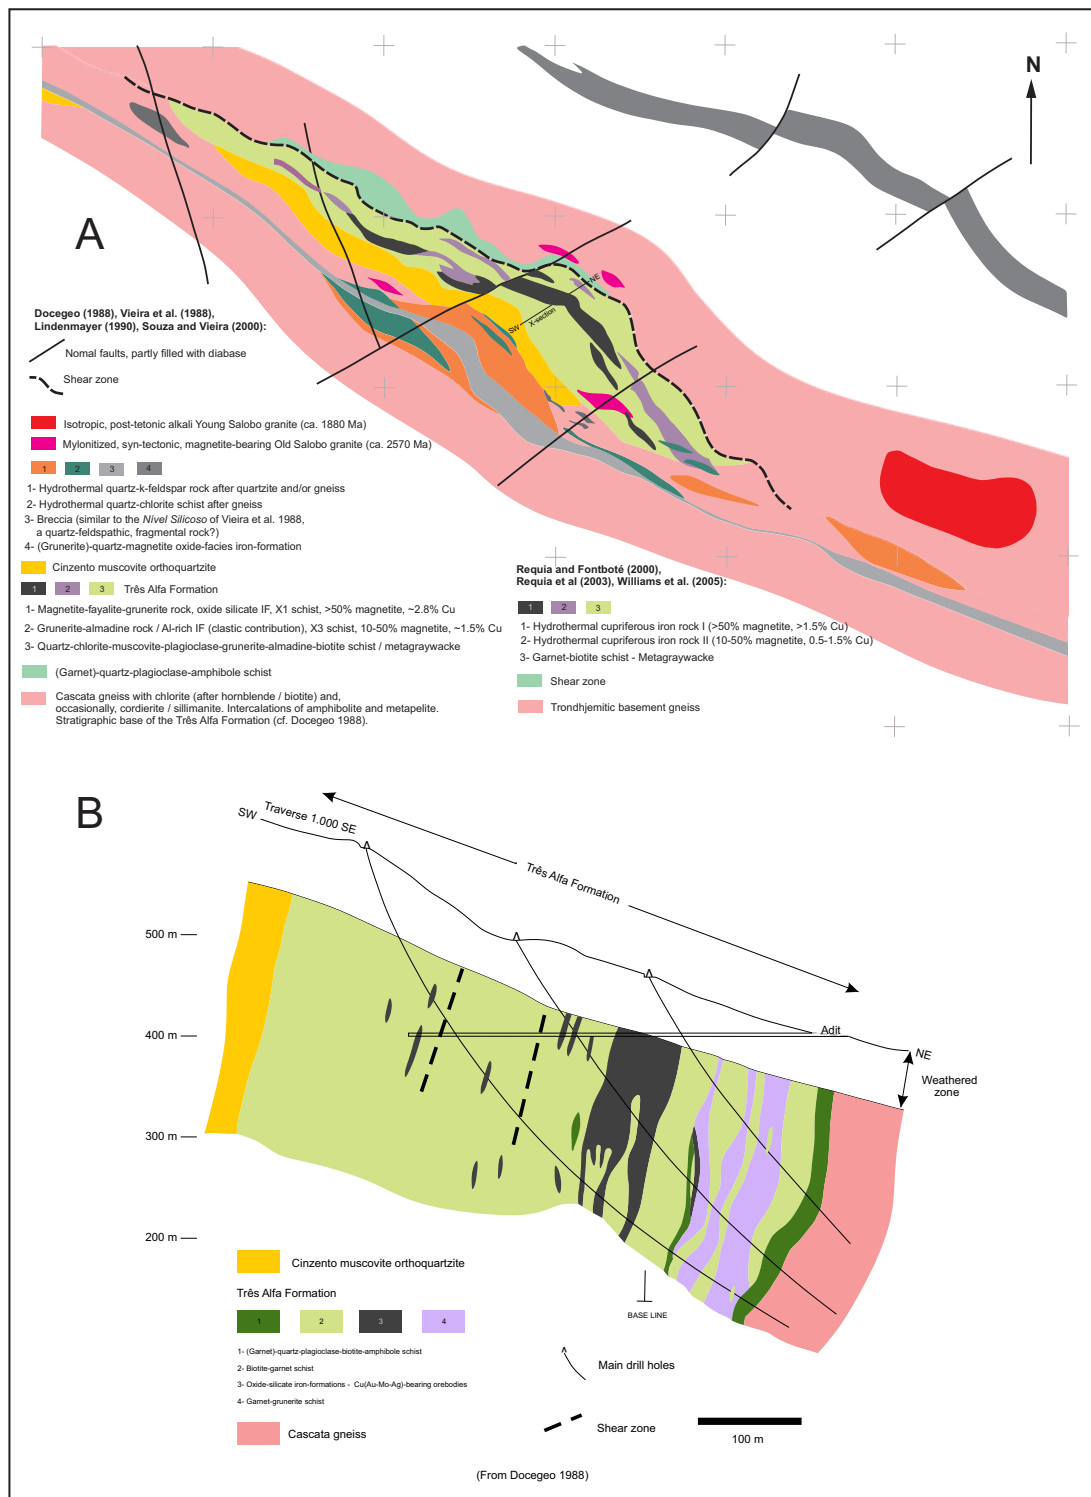 N
A
NE
SW
X-section
Docegeo (1988), Vieira et al. (1988),
Lindenmayer (1990), Souza and Vieira (2000):
Nomal faults, partly filled with diabase
Shear zone
Isotropic, post-tetonic alkali Young Salobo granite (ca. 1880 Ma)
Mylonitized, syn-tectonic, magnetite-bearing Old Salobo granite (ca. 2570 Ma)
1 2 3 4
1- Hydrothermal quartz-k-feldspar rock after quartzite and/or gneiss
2- Hydrothermal quartz-chlorite schist after gneiss
3- Breccia (similar to the Nível Silicoso of Vieira et al. 1988,
a quartz-feldspathic, fragmental rock?)
4- (Grunerite)-quartz-magnetite oxide-facies iron-formation
Cinzento muscovite orthoquartzite
1 2 3 Três Alfa Formation
1- Magnetite-fayalite-grunerite rock, oxide silicate IF, X1 schist, >50% magnetite, ~2.8% Cu
2- Grunerite-almadine rock / Al-rich IF (clastic contribution), X3 schist, 10-50% magnetite, ~1.5% Cu
3- Quartz-chlorite-muscovite-plagioclase-grunerite-almadine-biotite schist / metagraywacke
(Garnet)-quartz-plagioclase-amphibole schist
Cascata gneiss with chlorite (after hornblende / biotite) and,
occasionally, cordierite / sillimanite. Intercalations of amphibolite and metapelite.
Stratigraphic base of the Três Alfa Formation (cf. Docegeo 1988).
Requia and Fontboté (2000),
Requia et al (2003), Williams et al. (2005):
1 2 3
1- Hydrothermal cupriferous iron rock I (>50% magnetite, >1.5% Cu)
2- Hydrothermal cupriferous iron rock II (10-50% magnetite, 0.5-1.5% Cu)
3- Garnet-biotite schist - Metagraywacke
Shear zone
Trondhjemitic basement gneiss
B
SW
Traverse 1.000 SE
Três Alfa Formation
500 m
400 m
300 m
200 m
Adit
NE
Weathered
zone
BASE LINE
Cinzento muscovite orthoquartzite
Três Alfa Formation
1 2 3 4
1- (Garnet)-quartz-plagioclase-biotite-amphibole schist
2- Biotite-garnet schist
3- Oxide-silicate iron-formations - Cu(Au-Mo-Ag)-bearing orebodies
4- Garnet-grunerite schist
Cascata gneiss
Main drill holes
Shear zone
100 m
(From Docegeo 1988)